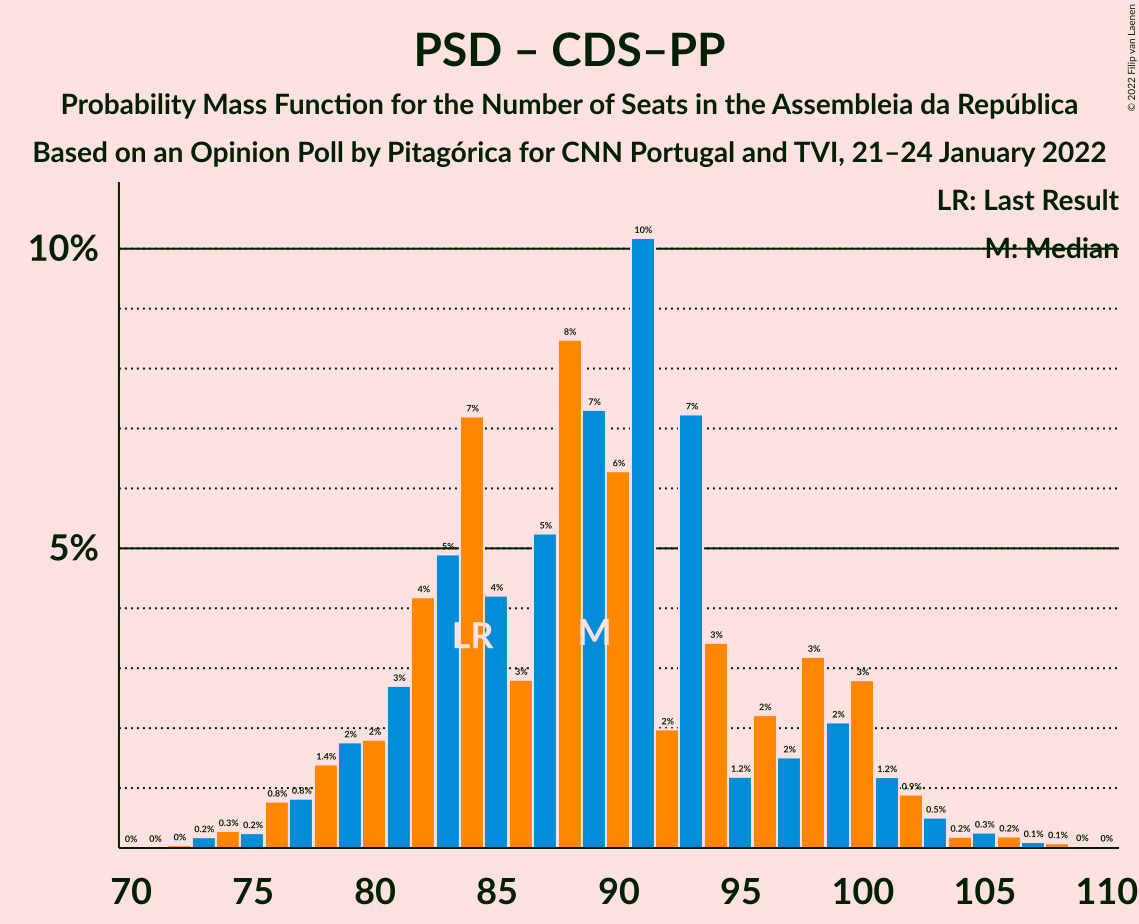 © 2022 Filip van Laenen
PSD – CDS–PP
Probability Mass Function for the Number of Seats in the Assembleia da República
Based on an Opinion Poll by Pitagórica for CNN Portugal and TVI, 21–24 January 2022
LR: Last Result
M: Median
10%
5%
0% 0% 0% 0.2% 0.3% 0.2% 0.8% 0.8% 1.4% 2% 2% 3% 4% 5% 7% 4% 3% 5% 8% 7% 6% 10% 2% 7% 3% 1.2% 2% 2% 3% 2% 3% 1.2% 0.9% 0.5% 0.2% 0.3% 0.2% 0.1% 0.1% 0% 0%
LR M
70 75 80 85 90 95 100 105 110